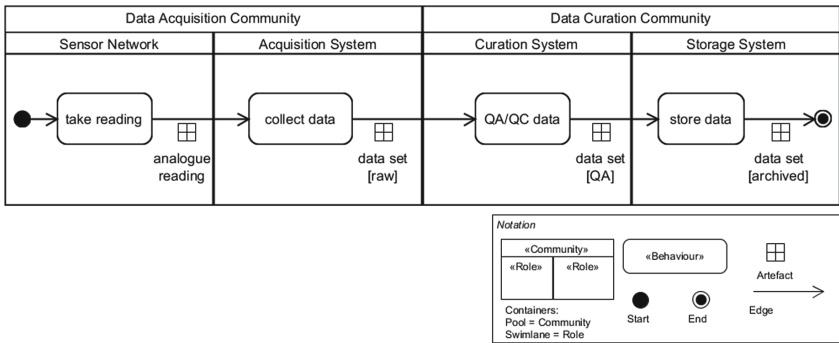 Data Acquisition Community
Data Curation Community
Sensor Network
Acquisition System
Curation System
Storage System
take reading
collect data
QA/QC data
store data
analogue
reading
data set
[raw]
data set
[QA]
data set
[archived]
Notation
«Community»
«Role»
«Role»
Containers:
Pool = Community
Swimlane = Role
«Behaviour»
Start
End
Artefact
Edge